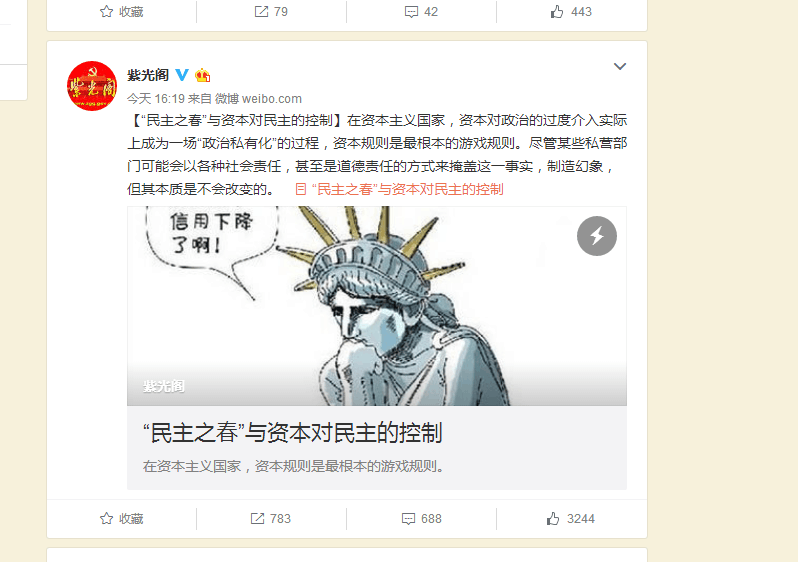 收藏
79
42
443
紫光阁
今天 16:19 来自 微博 weibo.com
【“民主之春”与资本对民主的控制】在资本主义国家，资本对政治的过度介入实际
上成为一场“政治私有化”的过程，资本规则是最根本的游戏规则。尽管某些私营部
门可能会以各种社会责任，甚至是道德责任的方式来掩盖这一事实，制造幻象，
但其本质是不会改变的。 “民主之春”与资本对民主的控制
信用下降
了啊！
紫光阁
“民主之春”与资本对民主的控制
在资本主义国家，资本规则是最根本的游戏规则。
收藏
783
688
3244